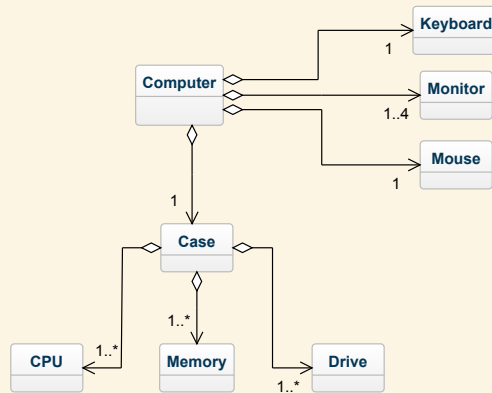 Keyboard
1
Computer
Monitor
1..4
Mouse
1
1
Case
1..*
1..*
CPU
Memory
Drive
1..*